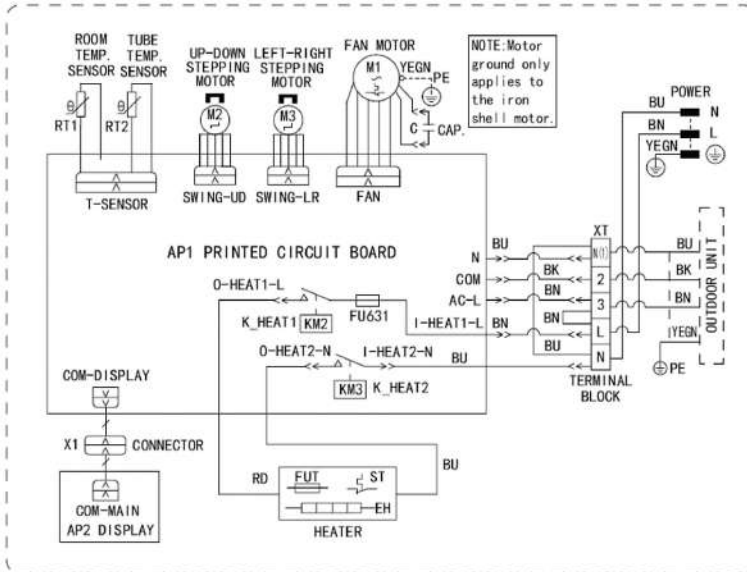 ROOM TEMP. SENSOR
TUBE TEMP. SENSOR
UP-DOWN STEPPING MOTOR
LEFT-RIGHT STEPPING MOTOR
FAN MOTOR
NOTE:Motor
ground only
applies to
the iron
shell motor.
POWER
M1
YEGN
PE
θ
RT1
θ
RT2
M2
M3
C
CAP.
BU
N
BN
L
YEGN
T-SENSOR
SWING-UD
SWING-LR
FAN
AP1 PRINTED CIRCUIT BOARD
XT
N
BU
N(1)
BU
COM
BK
2
BK
AC-L
BN
3
BN
OUTDOOR UNIT
O-HEAT1-L
FU631
K_HEAT1
KM2
I-HEAT1-L
BN
BN
L
YEGN
PE
O-HEAT2-N
I-HEAT2-N
BU
BU
N
KM3
K_HEAT2
TERMINAL
BLOCK
COM-DISPLAY
X1
CONNECTOR
COM-MAIN
AP2 DISPLAY
RD
FUT
ST
EH
BU
HEATER